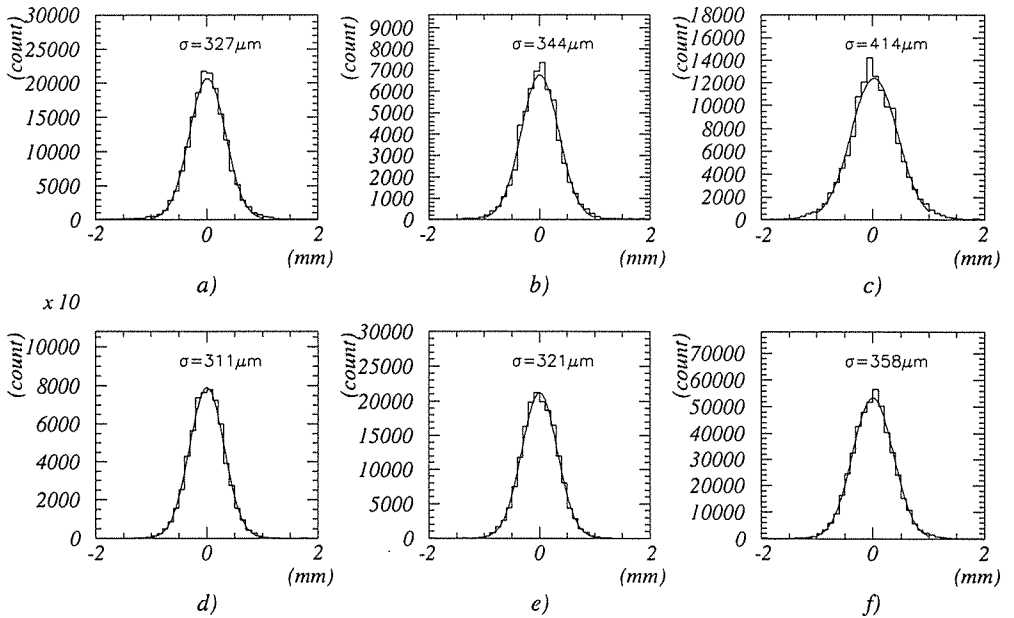 (count)
30000
25000
20000
15000
10000
5000
0
σ=327μm
-2 0 2
(mm)
a)
(count)
9000
8000
7000
6000
5000
4000
3000
2000
1000
0
σ=344μm
-2 0 2
(mm)
b)
(count)
18000
16000
14000
12000
10000
8000
6000
4000
2000
0
σ=414μm
-2 0 2
(mm)
c)
x 10
(count)
10000
8000
6000
4000
2000
0
σ=311μm
-2 0 2
(mm)
d)
(count)
30000
25000
20000
15000
10000
5000
0
σ=321μm
-2 0 2
(mm)
e)
(count)
70000
60000
50000
40000
30000
20000
10000
0
σ=358μm
-2 0 2
(mm)
f)